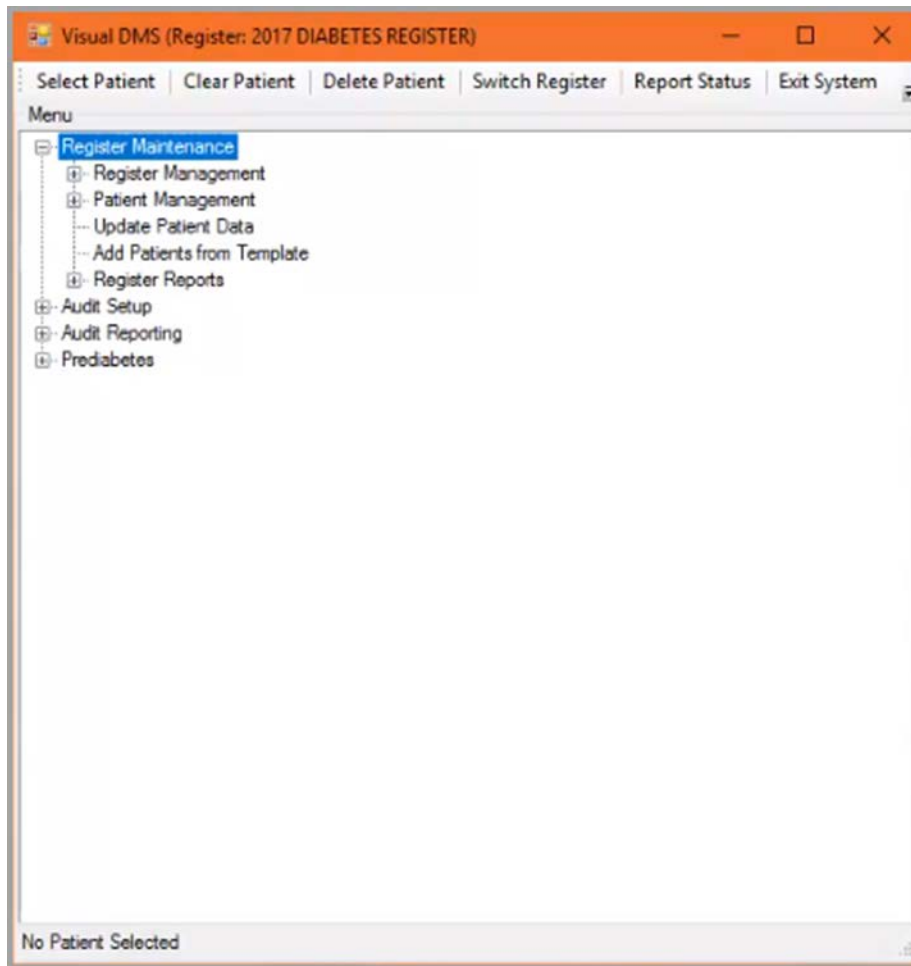 Visual DMS (Register: 2017 DIABETES REGISTER)
Select Patient Clear Patient Delete Patient Switch Register Report Status Exit System
Menu
Register Maintenance
Register Management
Patient Management
Update Patient Data
Add Patients from Template
Register Reports
Audit Setup
Audit Reporting
Prediabetes
No Patient Selected